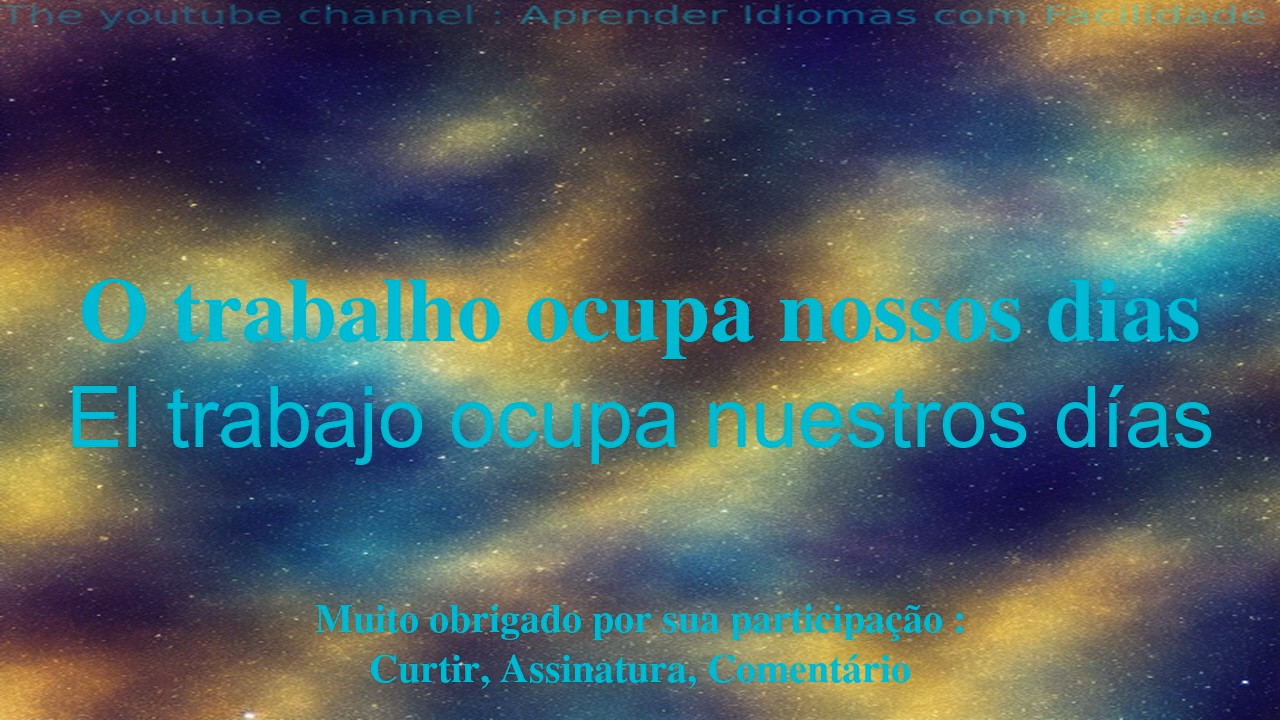 The youtube channel : Aprender Idiomas com Facilidade
O trabalho ocupa nossos dias
El trabajo ocupa nuestros días
Muito obrigado por sua participação :
Curtir, Assinatura, Comentário